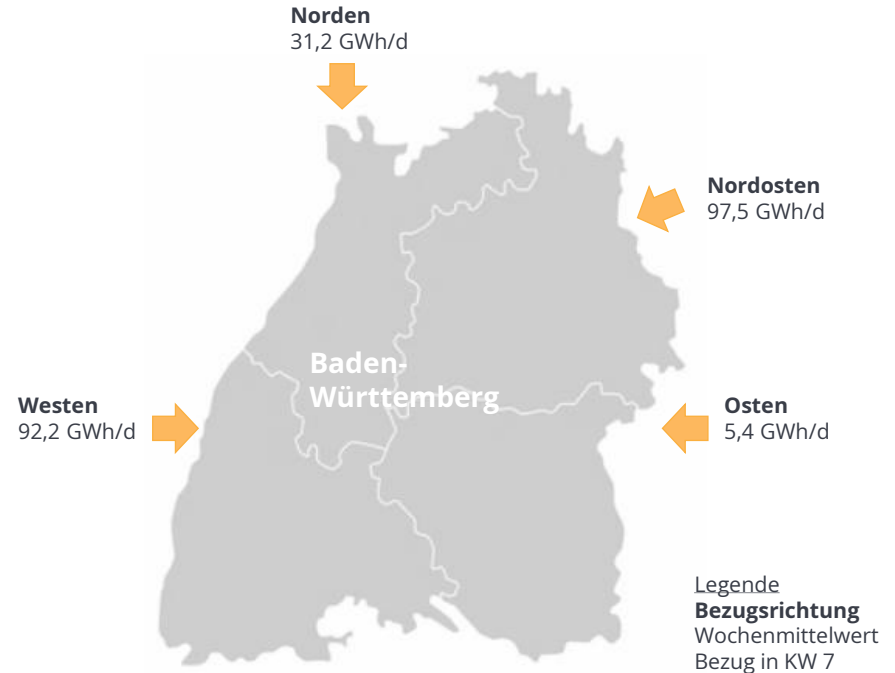 Norden
31,2 GWh/d
Nordosten
97,5 GWh/d
Baden-
Württemberg
Westen
92,2 GWh/d
Osten
5,4 GWh/d
Legende
Bezugsrichtung
Wochenmittelwert
Bezug in KW 7